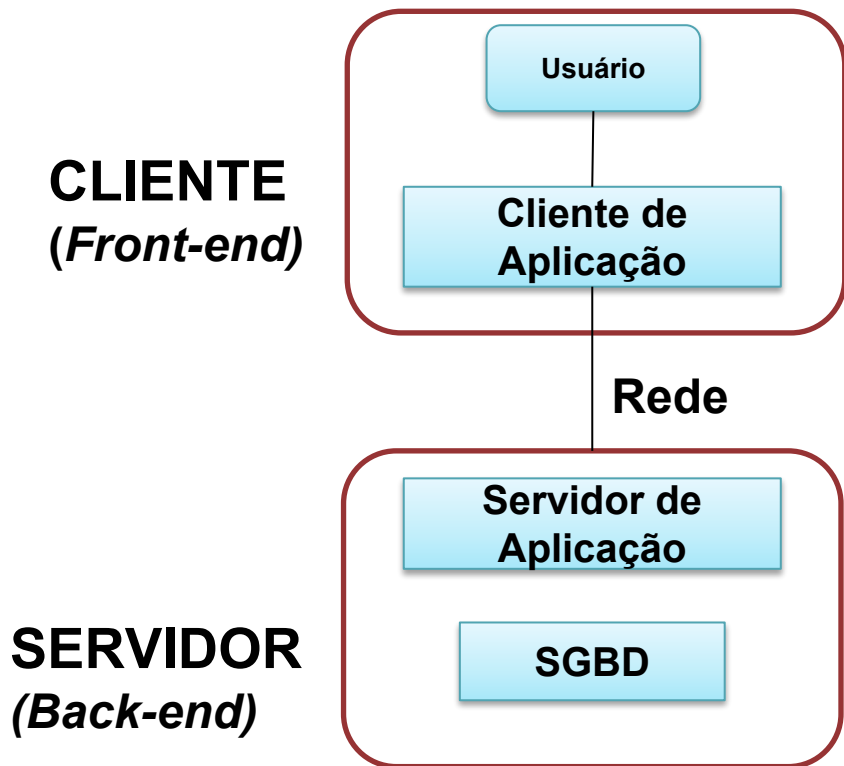 Usuário
CLIENTE
(Front-end)
Cliente de
Aplicação
Rede
Servidor de
Aplicação
SERVIDOR
(Back-end)
SGBD